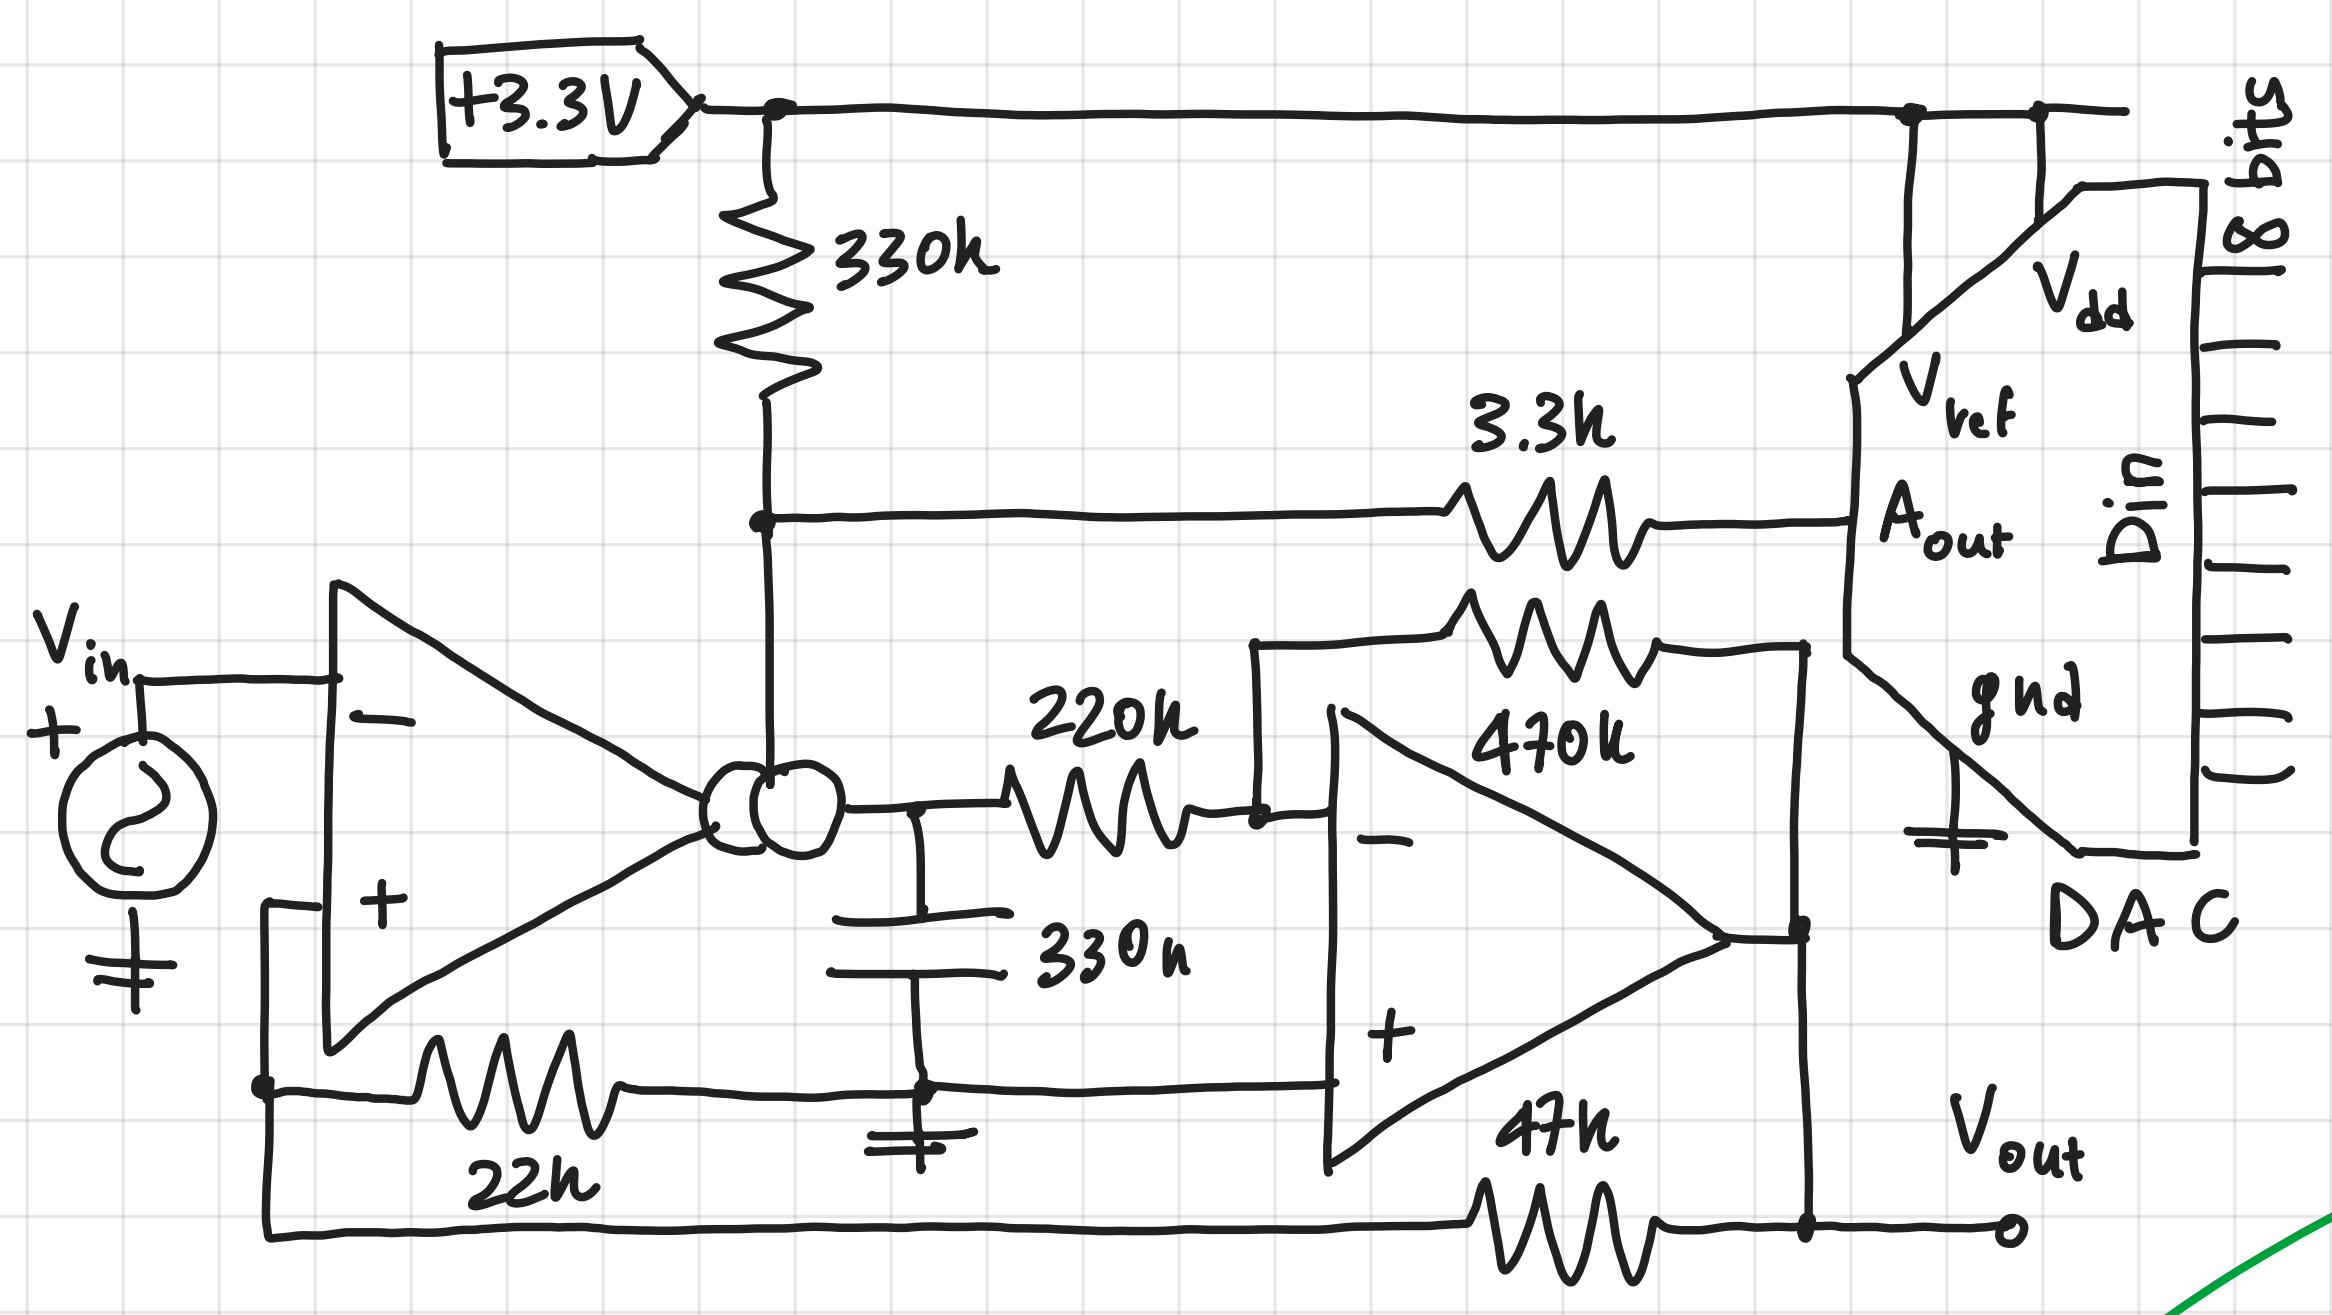 +3.3V
330k
8 bits
Vdd
Vref
3.3k
Aout
Din
Vin
+
−
220k
470k
gnd
−
+
330n
DAC
+
22k
47k
Vout